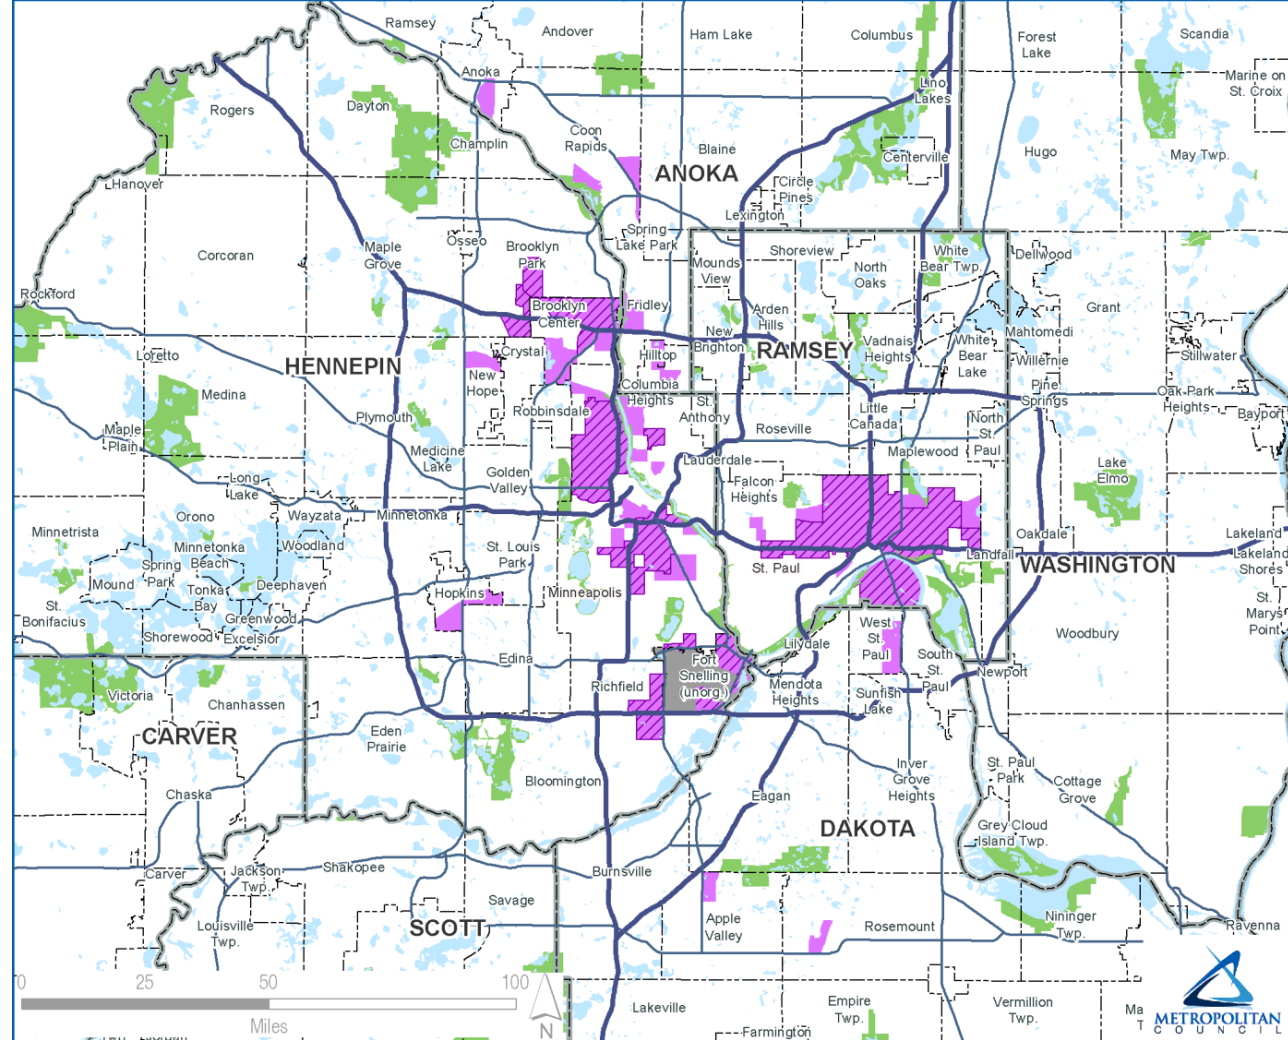 Ramsey
Andover
Ham Lake
Columbus
Forest
Lake
Scandia
Marine on
St. Croix
Anoka
Lino
Lakes
Rogers
Dayton
Champlin
Coon
Rapids
Blaine
Centerville
Hugo
May Twp.
ANOKA
Hanover
Circle
Pines
Lexington
Corcoran
Maple
Grove
Osseo
Brooklyn
Park
Spring
Lake Park
Mounds
View
Shoreview
North
Oaks
White
Bear Twp.
Dellwood
Rockford
Brooklyn
Center
Fridley
Arden
Hills
Grant
New
Brighton
Mahtomedi
Loretto
HENNEPIN
Crystal
Hilltop
RAMSEY
Vadnais
Heights
White
Bear
Lake
Willernie
Stillwater
New
Hope
Columbia
Heights
Pine
Springs
Medina
Oak Park
Heights
Plymouth
Robbinsdale
St.
Anthony
Little
Canada
Bayport
Maple
Plain
Roseville
North
St.
Paul
Medicine
Lake
Maplewood
Lauderdale
Long
Lake
Golden
Valley
Falcon
Heights
Lake
Elmo
Orono
Wayzata
Minnetonka
Minnetrista
Oakdale
Lakeland
Minnetonka
Beach
Woodland
St. Louis
Park
Landfall
Lakeland
Shores
Spring
Park
St. Paul
WASHINGTON
Mound
Tonka
Bay
Deephaven
Hopkins
Minneapolis
St.
Bonifacius
Greenwood
St.
Marys
Point
Shorewood
Excelsior
West
St.
Paul
Woodbury
Lilydale
Edina
Fort
Snelling
(unorg.)
South
St.
Paul
Newport
Victoria
Richfield
Mendota
Heights
Sunfish
Lake
Chanhassen
CARVER
Eden
Prairie
Inver
Grove
Heights
St. Paul
Park
Bloomington
Cottage
Grove
Chaska
Eagan
DAKOTA
Grey Cloud
Island Twp.
Carver
Jackson
Twp.
Shakopee
Burnsville
Savage
Louisville
Twp.
SCOTT
Apple
Valley
Rosemount
Nininger
Twp.
Ravenna
0 25 50 100
Miles
N
Lakeville
Empire
Twp.
Vermillion
Twp.
Ma
T
Farmington
METROPOLITAN
COUNCIL